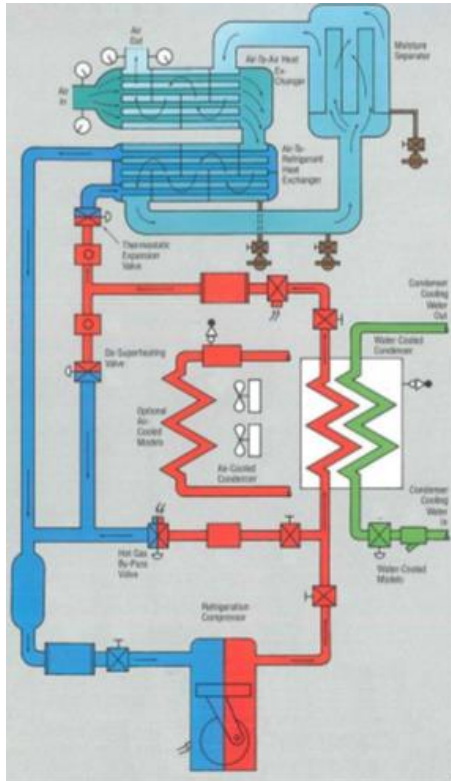 Air
Out
Air
In
Air-To-Air Heat
Ex-
Changer
Moisture
Separator
Air-To-
Refrigerant
Heat
Exchanger
Thermostatic
Expansion
Valve
De-Superheating
Valve
Optional
Air-
Cooled
Models
Air-Cooled
Condenser
Water-Cooled
Condenser
Condenser
Cooling
Water
Out
Condenser
Cooling
Water
In
Water-Cooled
Models
Hot Gas
By-Pass
Valve
Refrigeration
Compressor